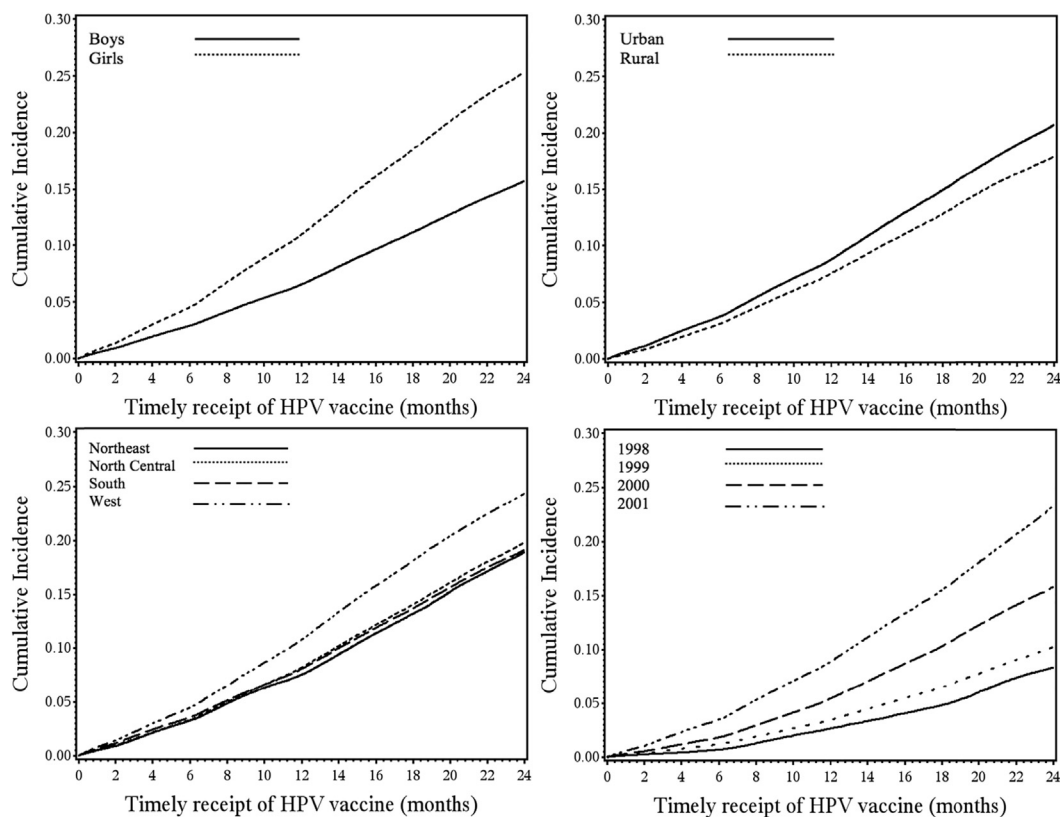 0.30
0.25
0.20
0.15
0.10
0.05
0.00
Cumulative Incidence
Boys
Girls
0 2 4 6 8 10 12 14 16 18 20 22 24
Timely receipt of HPV vaccine (months)
0.30
0.25
0.20
0.15
0.10
0.05
0.00
Cumulative Incidence
Urban
Rural
0 2 4 6 8 10 12 14 16 18 20 22 24
Timely receipt of HPV vaccine (months)
0.30
0.25
0.20
0.15
0.10
0.05
0.00
Cumulative Incidence
Northeast
North Central
South
West
0 2 4 6 8 10 12 14 16 18 20 22 24
Timely receipt of HPV vaccine (months)
0.30
0.25
0.20
0.15
0.10
0.05
0.00
Cumulative Incidence
1998
1999
2000
2001
0 2 4 6 8 10 12 14 16 18 20 22 24
Timely receipt of HPV vaccine (months)